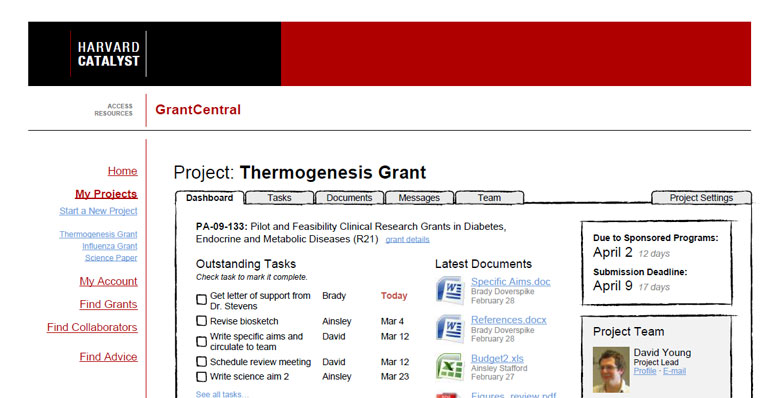 HARVARD
CATALYST
ACCESS
RESOURCES
GrantCentral
Home
My Projects
Start a New Project
Thermogenesis Grant
Influenza Grant
Science Paper
My Account
Find Grants
Find Collaborators
Find Advice
Project: Thermogenesis Grant
Dashboard Tasks Documents Messages Team Project Settings
PA-09-133: Pilot and Feasibility Clinical Research Grants in Diabetes,
Endocrine and Metabolic Diseases (R21) grant details
Outstanding Tasks
Check task to mark it complete.
Get letter of support from Brady Today
Dr. Stevens
Revise biosketch Ainsley Mar 4
Write specific aims and David Mar 12
circulate to team
Schedule review meeting David Mar 12
Write science aim 2 Ainsley Mar 23
See all tasks...
Latest Documents
Specific Aims.doc
Brady Doverspike
February 28
References.docx
Brady Doverspike
February 28
Budget2.xls
Ainsley Stafford
February 27
Figures_review.pdf
Due to Sponsored Programs:
April 2 12 days
Submission Deadline:
April 9 17 days
Project Team
David Young
Project Lead
Profile · E-mail